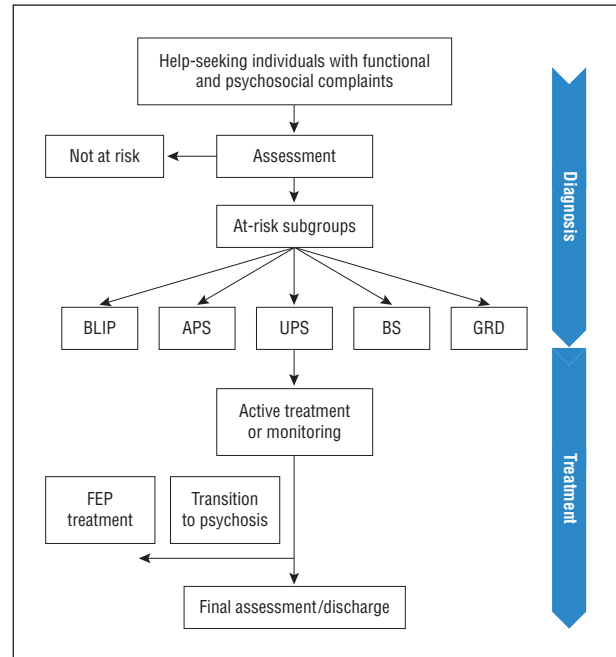 Help-seeking individuals with functional
and psychosocial complaints
Not at risk
Assessment
At-risk subgroups
BLIP
APS
UPS
BS
GRD
Active treatment
or monitoring
FEP
treatment
Transition
to psychosis
Final assessment/discharge
Diagnosis
Treatment